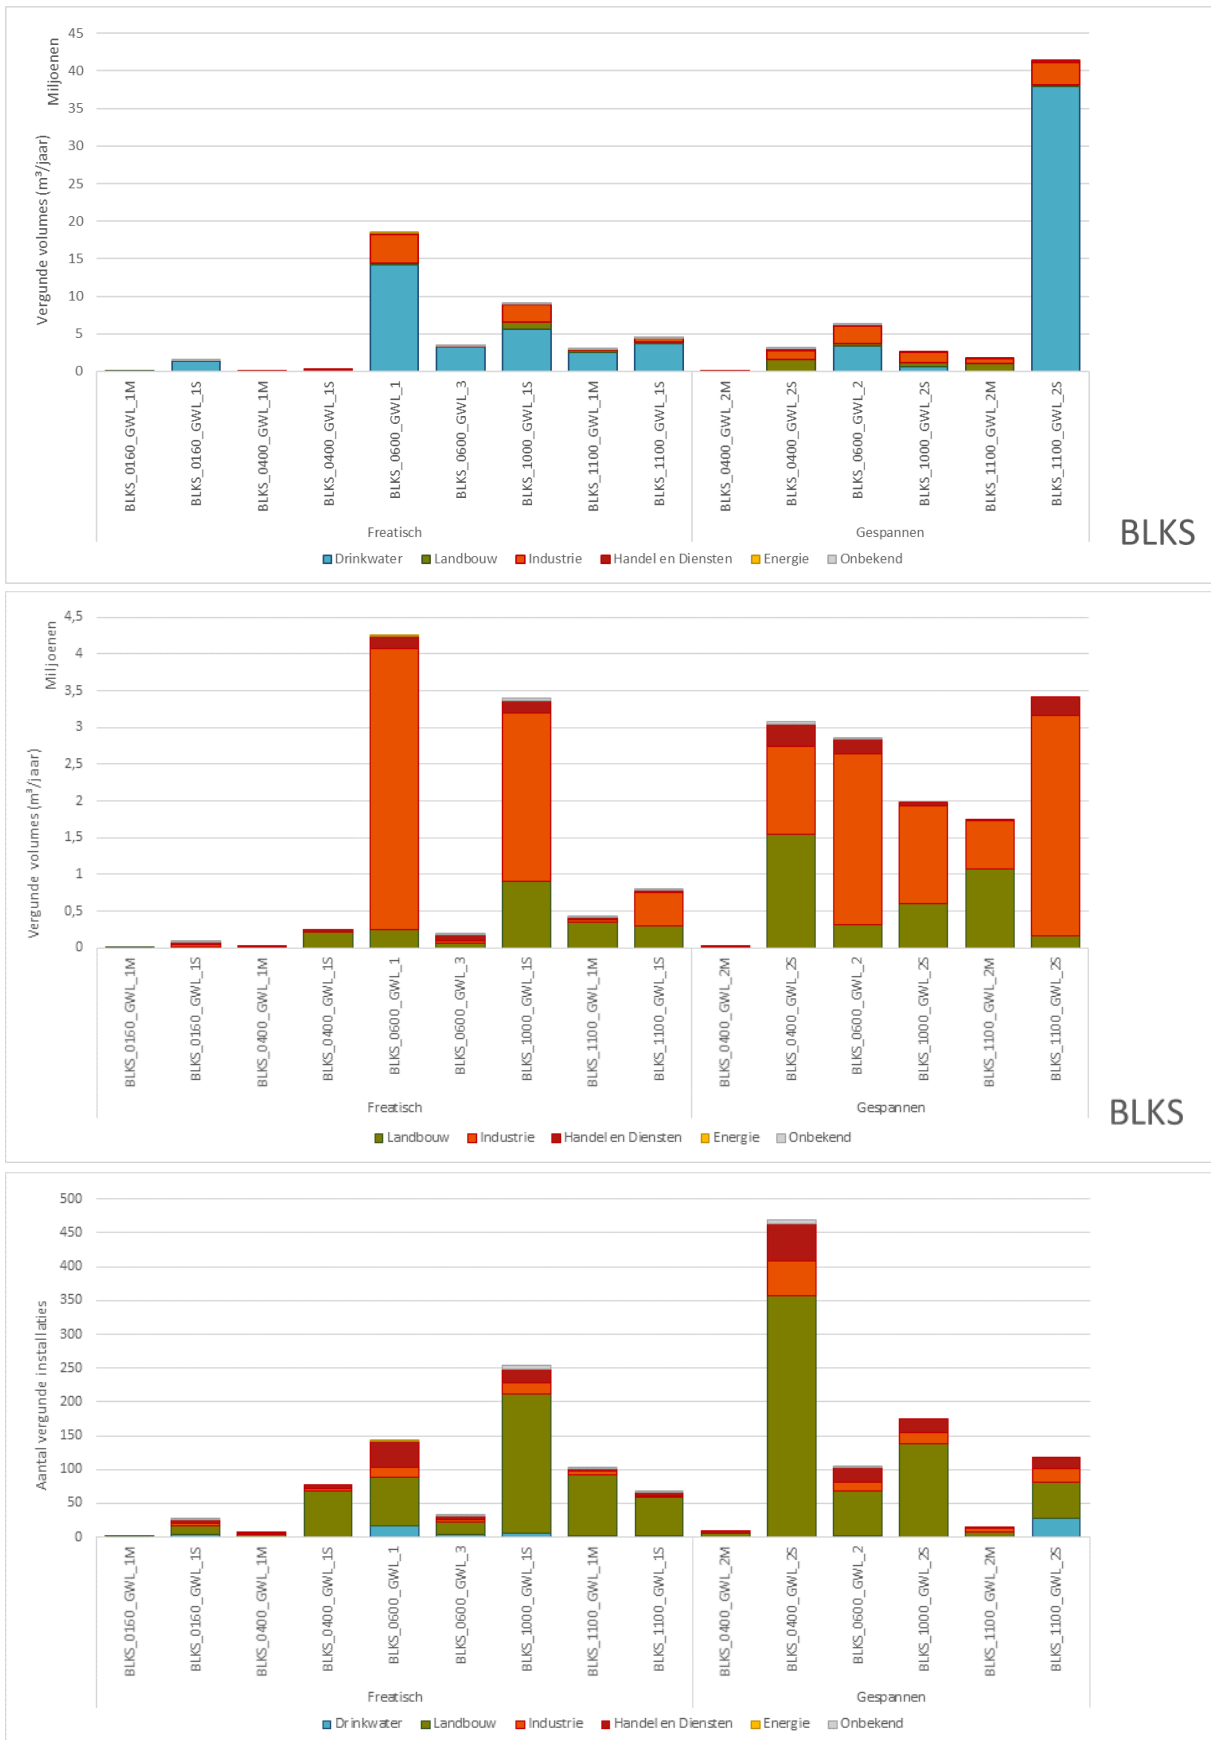 Miljoenen
Vergunde volumes (m³/jaar)
45
40
35
30
25
20
15
10
5
0
BLKS_0160_GWL_1M
BLKS_0160_GWL_1S
BLKS_0400_GWL_1M
BLKS_0400_GWL_1S
BLKS_0600_GWL_1
BLKS_0600_GWL_3
BLKS_1000_GWL_1S
BLKS_1100_GWL_1M
BLKS_1100_GWL_1S
BLKS_0400_GWL_2M
BLKS_0400_GWL_2S
BLKS_0600_GWL_2
BLKS_1000_GWL_2S
BLKS_1100_GWL_2M
BLKS_1100_GWL_2S
Freatisch Gespannen
BLKS
Drinkwater Landbouw Industrie Handel en Diensten Energie Onbekend
Miljoenen
Vergunde volumes (m³/jaar)
4,5
4
3,5
3
2,5
2
1,5
1
0,5
0
BLKS_0160_GWL_1M
BLKS_0160_GWL_1S
BLKS_0400_GWL_1M
BLKS_0400_GWL_1S
BLKS_0600_GWL_1
BLKS_0600_GWL_3
BLKS_1000_GWL_1S
BLKS_1100_GWL_1M
BLKS_1100_GWL_1S
BLKS_0400_GWL_2M
BLKS_0400_GWL_2S
BLKS_0600_GWL_2
BLKS_1000_GWL_2S
BLKS_1100_GWL_2M
BLKS_1100_GWL_2S
Freatisch Gespannen
BLKS
Landbouw Industrie Handel en Diensten Energie Onbekend
Aantal vergunde installaties
500
450
400
350
300
250
200
150
100
50
0
BLKS_0160_GWL_1M
BLKS_0160_GWL_1S
BLKS_0400_GWL_1M
BLKS_0400_GWL_1S
BLKS_0600_GWL_1
BLKS_0600_GWL_3
BLKS_1000_GWL_1S
BLKS_1100_GWL_1M
BLKS_1100_GWL_1S
BLKS_0400_GWL_2M
BLKS_0400_GWL_2S
BLKS_0600_GWL_2
BLKS_1000_GWL_2S
BLKS_1100_GWL_2M
BLKS_1100_GWL_2S
Freatisch Gespannen
Drinkwater Landbouw Industrie Handel en Diensten Energie Onbekend